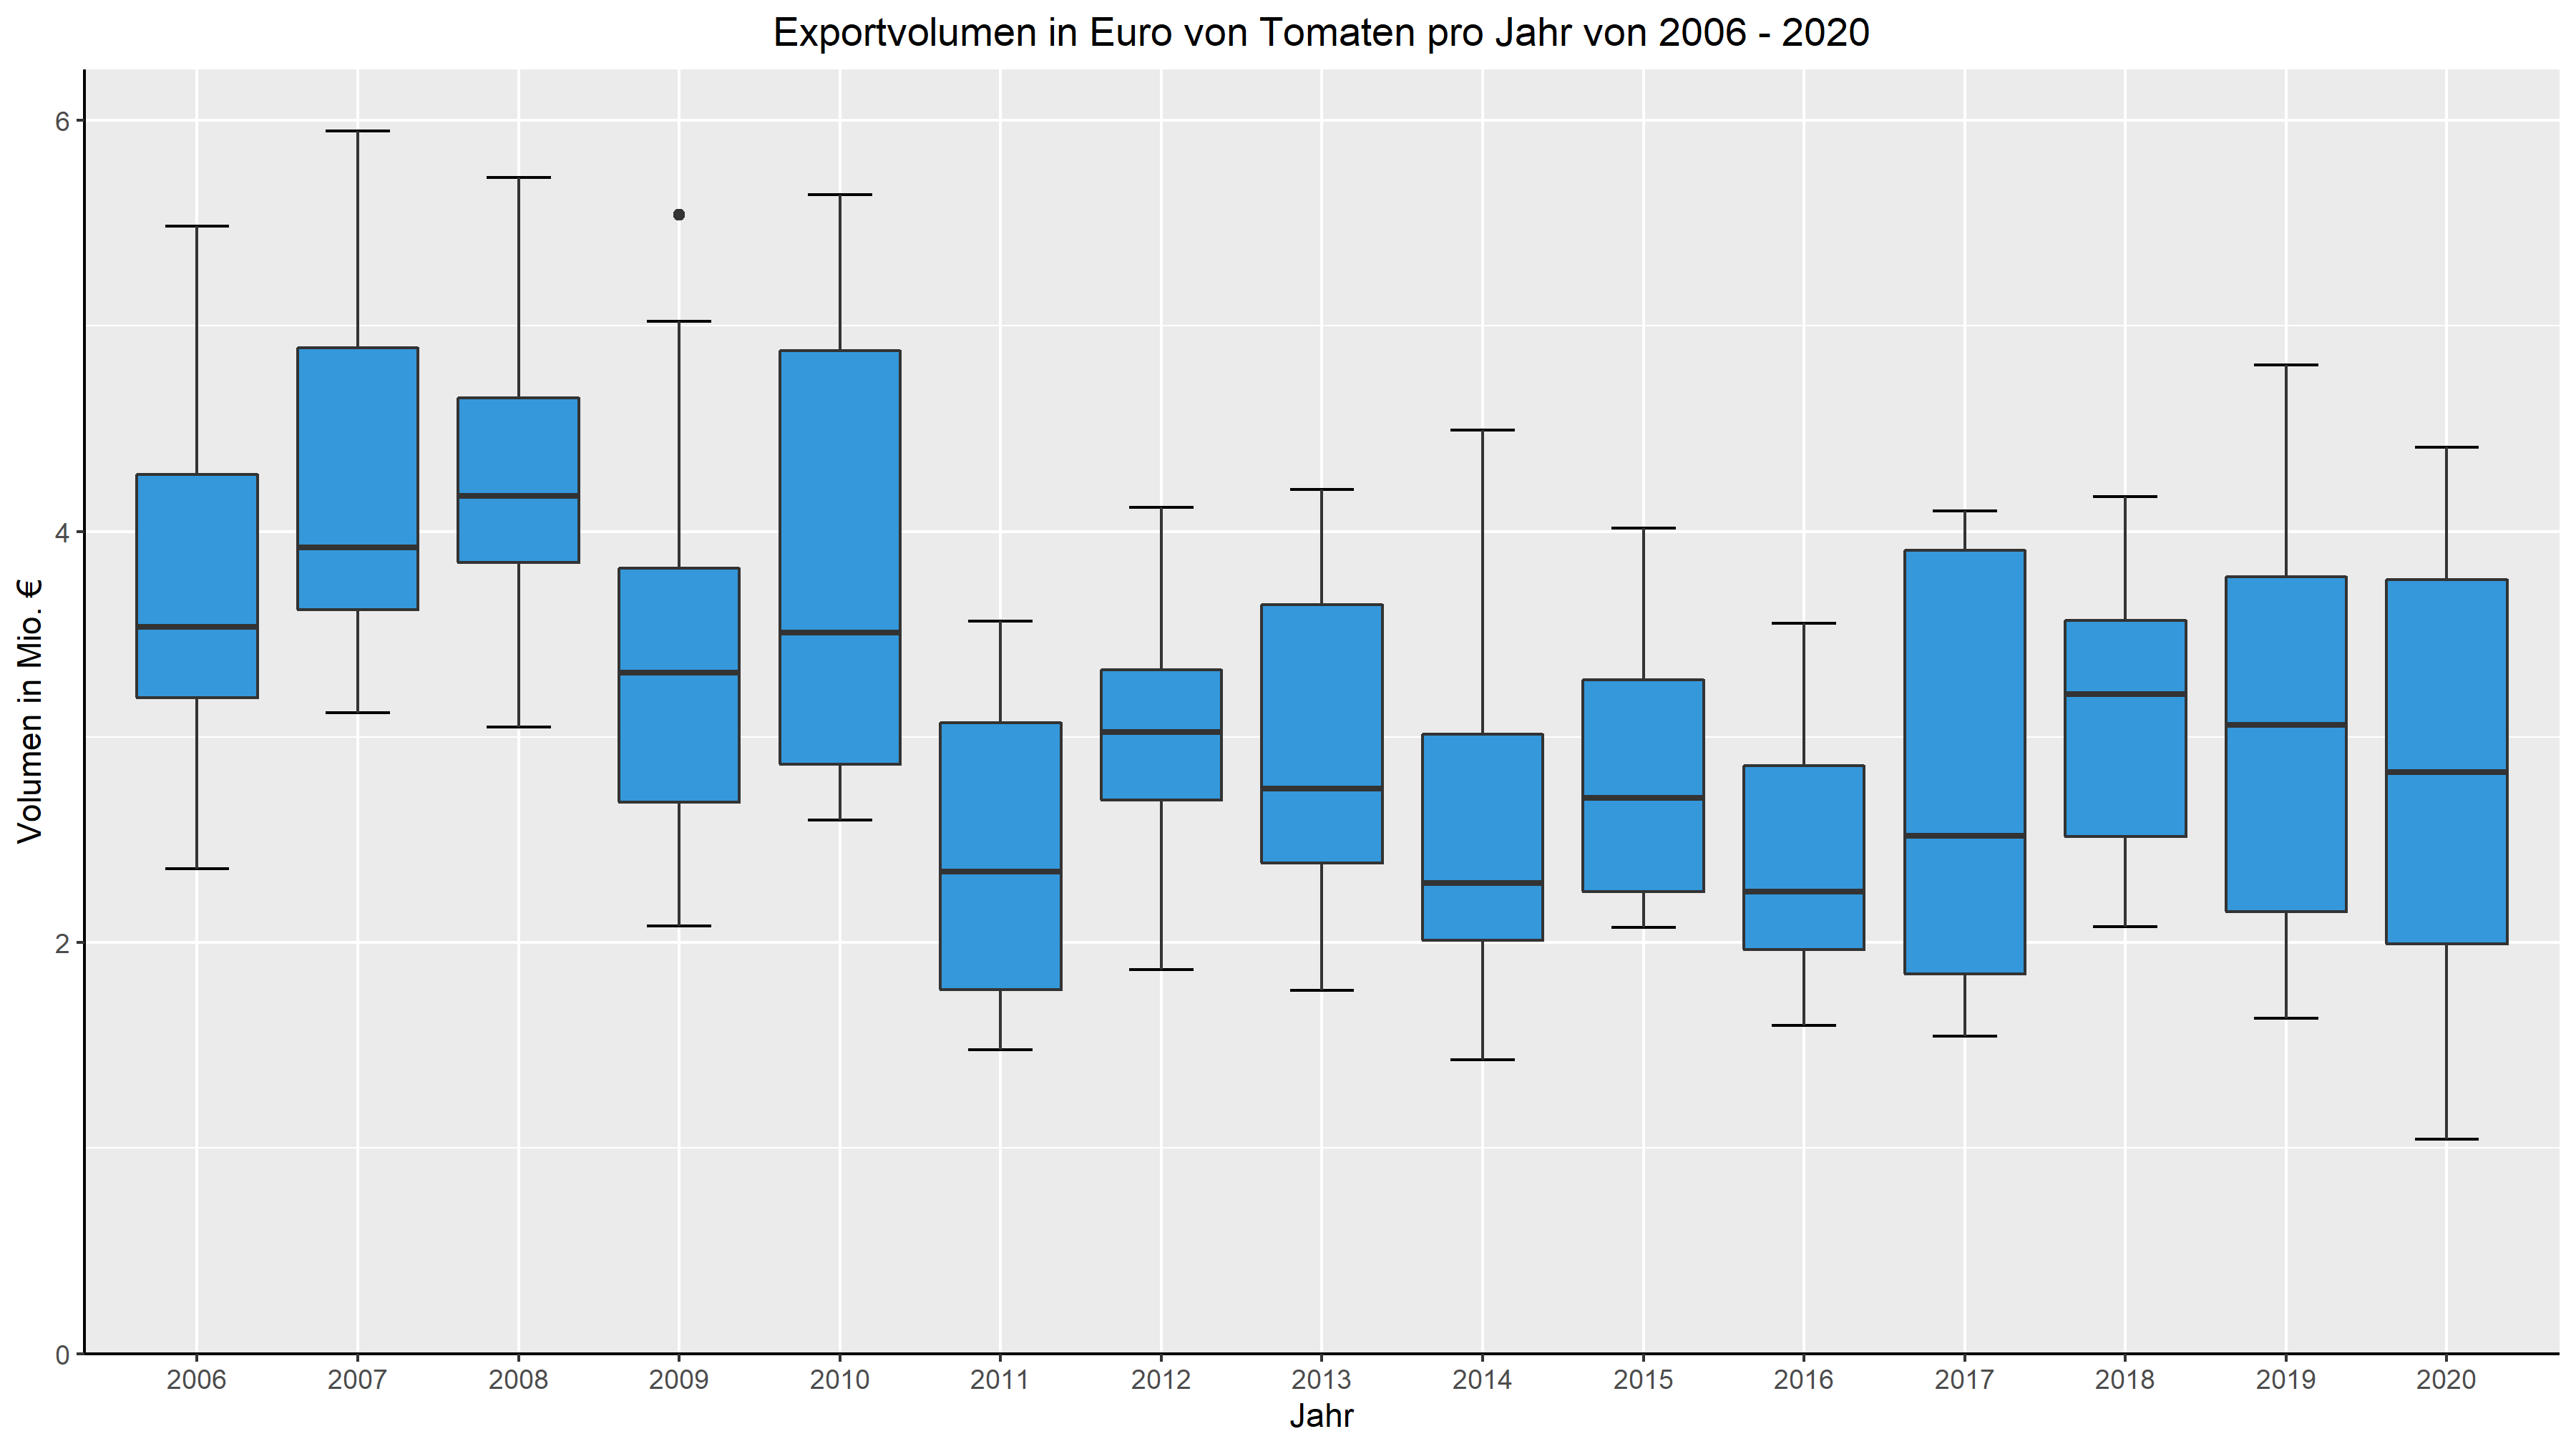 Exportvolumen in Euro von Tomaten pro Jahr von 2006 - 2020
Volumen in Mio. €
6
4
2
0
2006 2007 2008 2009 2010 2011 2012 2013 2014 2015 2016 2017 2018 2019 2020
Jahr